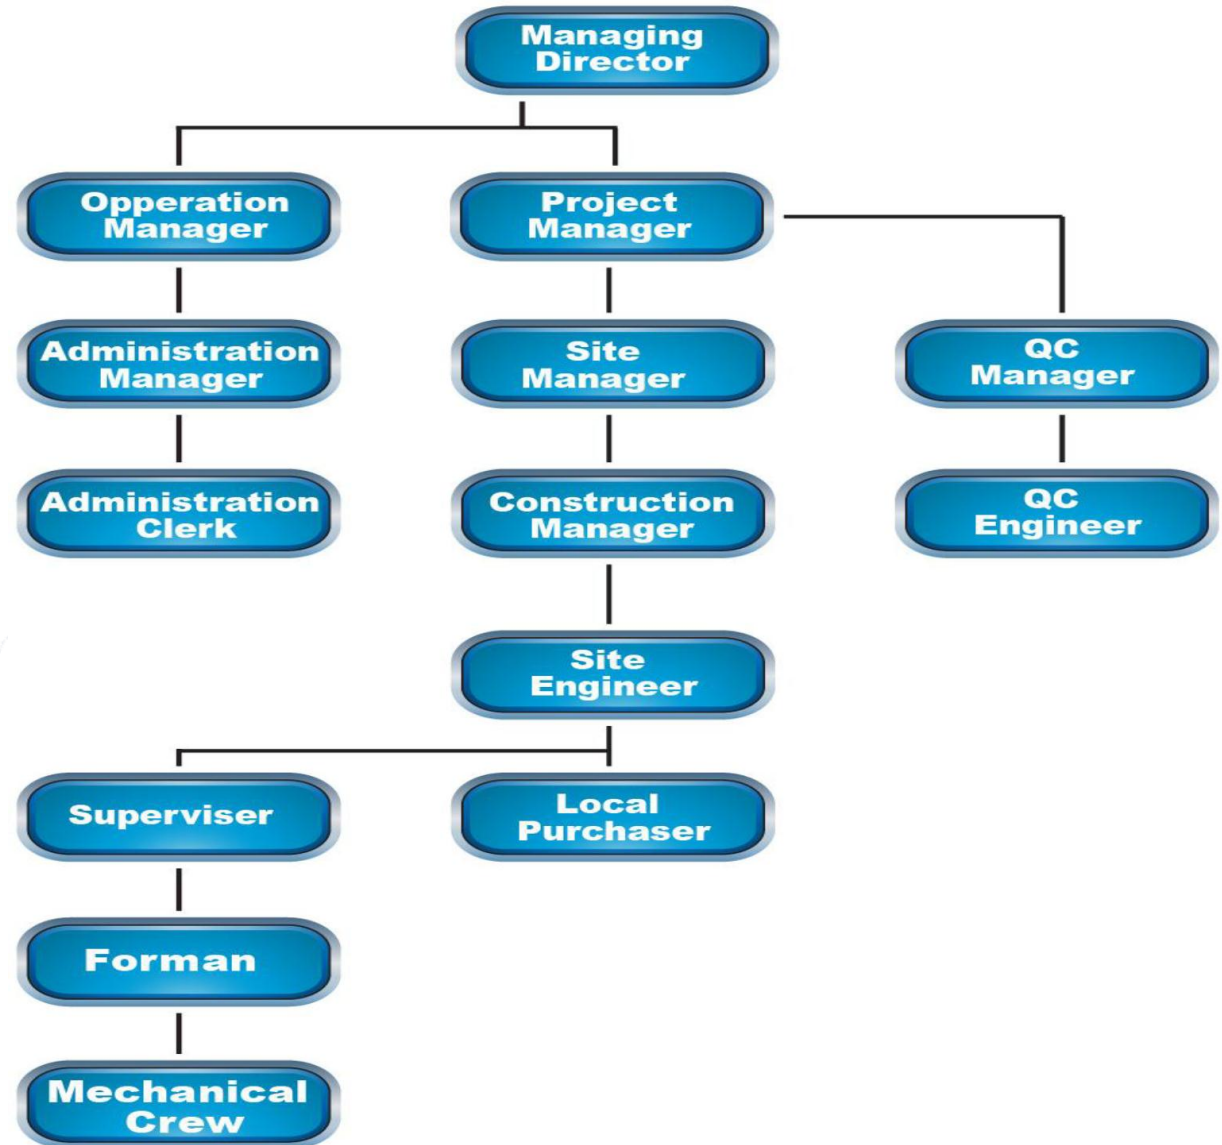 Managing
Director
Opperation
Manager
Project
Manager
Administration
Manager
Site
Manager
QC
Manager
Administration
Clerk
Construction
Manager
QC
Engineer
Site
Engineer
Superviser
Local
Purchaser
Forman
Mechanical
Crew